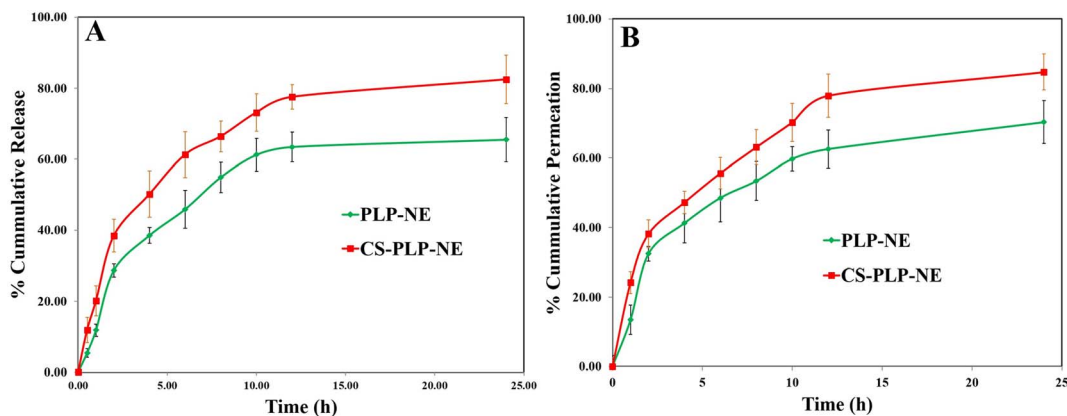 A
% Cummulative Release
100.00
80.00
60.00
40.00
20.00
0.00
0.00 5.00 10.00 15.00 20.00 25.00
Time (h)
PLP-NE
CS-PLP-NE
B
% Cummulative Permeation
100.00
80.00
60.00
40.00
20.00
0.00
0 5 10 15 20 25
Time (h)
PLP-NE
CS-PLP-NE